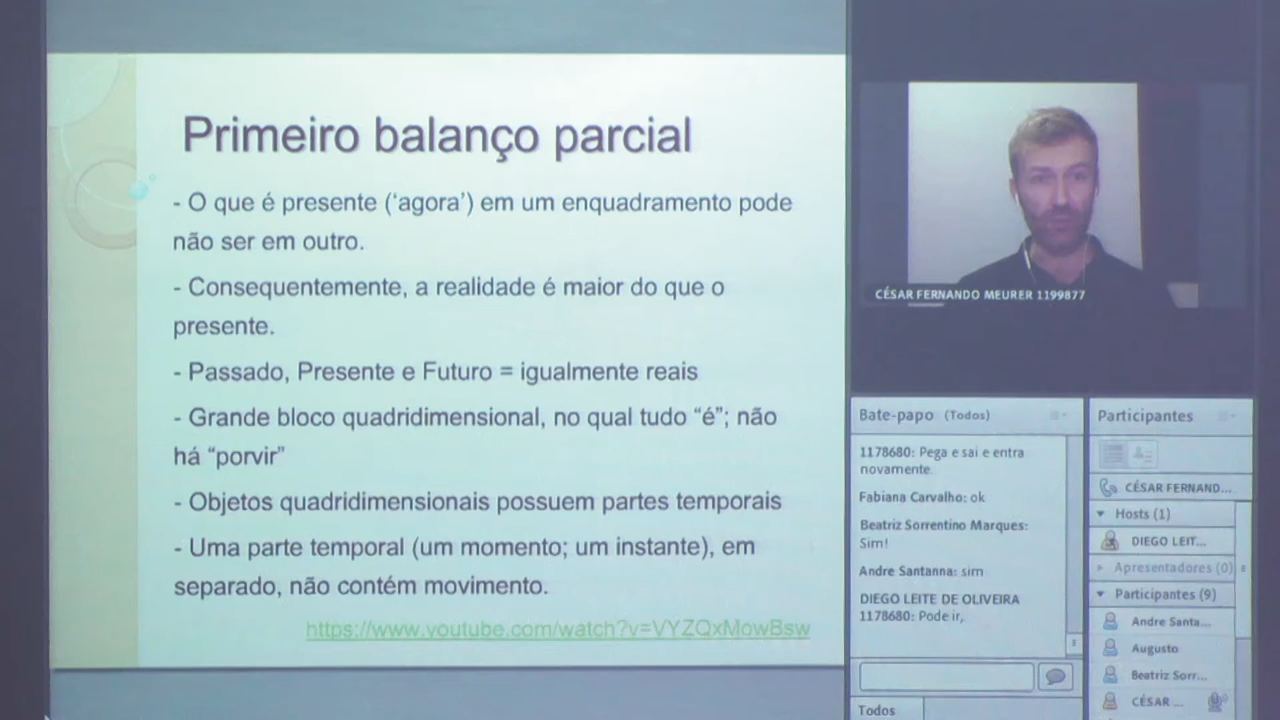 Primeiro balanço parcial
- O que é presente (‘agora’) em um enquadramento pode
não ser em outro.
- Consequentemente, a realidade é maior do que o
presente.
- Passado, Presente e Futuro = igualmente reais
- Grande bloco quadridimensional, no qual tudo “é”; não
há “porvir”
- Objetos quadridimensionais possuem partes temporais
- Uma parte temporal (um momento; um instante), em
separado, não contém movimento.
https://www.youtube.com/watch?v=VYZQxMowBsw
CÉSAR FERNANDO MEURER 1199877
Bate-papo (Todos)
1178680: Pega e sai e entra
novamente.
Fabiana Carvalho: ok
Beatriz Sorrentino Marques:
Sim!
Andre Santanna: sim
DIEGO LEITE DE OLIVEIRA
1178680: Pode ir,
Todos
Participantes
CÉSAR FERNAND...
Hosts (1)
DIEGO LEIT...
Apresentadores (0)
Participantes (9)
Andre Santa...
Augusto
Beatriz Sorr...
CÉSAR ...